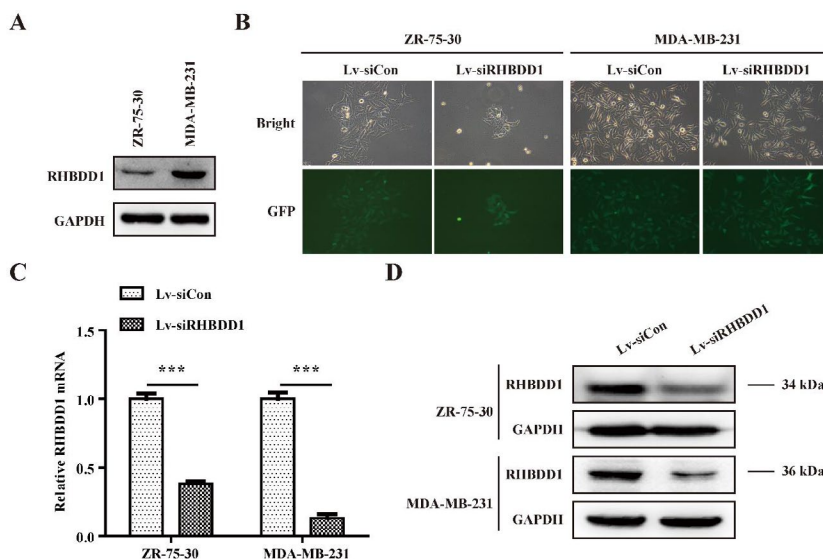 A
ZR-75-30
MDA-MB-231
RHBDD1
GAPDH
B
ZR-75-30 MDA-MB-231
Lv-siCon Lv-siRHBDD1 Lv-siCon Lv-siRHBDD1
Bright
GFP
C
Lv-siCon
Lv-siRHBDD1
Relative RHBDD1 mRNA
1.5
1.0
0.5
0.0
*** ***
ZR-75-30 MDA-MB-231
D
Lv-siCon Lv-siRHBDD1
ZR-75-30
RHBDD1 34 kDa
GAPDH
MDA-MB-231
RHBDD1 36 kDa
GAPDH